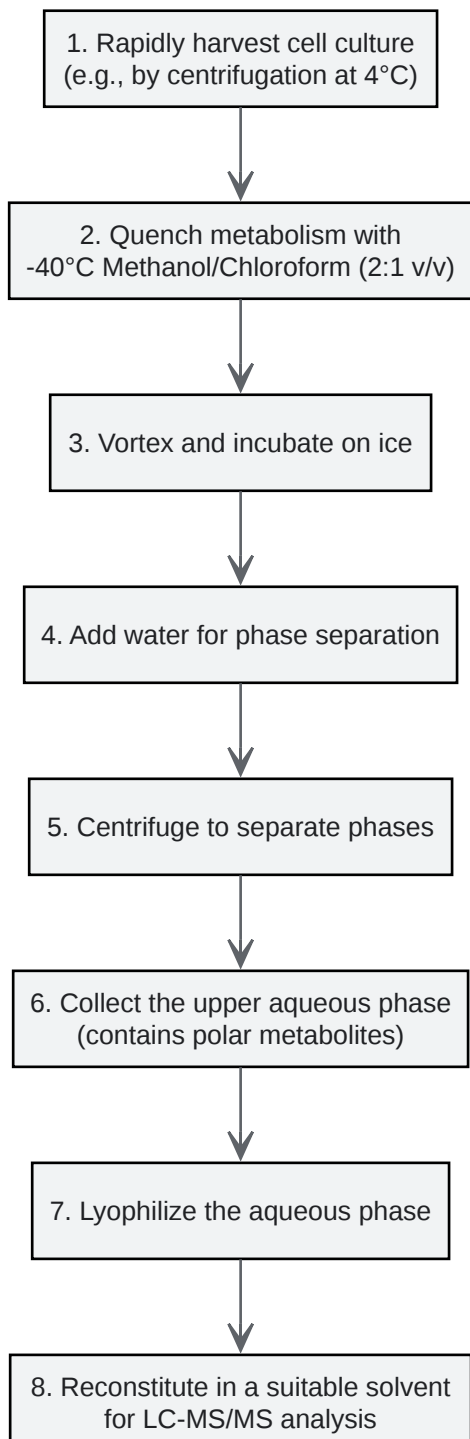 1. Rapidly harvest cell culture
(e.g., by centrifugation at 4°C)
2. Quench metabolism with
-40°C Methanol/Chloroform (2:1 v/v)
3. Vortex and incubate on ice
4. Add water for phase separation
5. Centrifuge to separate phases
6. Collect the upper aqueous phase
(contains polar metabolites)
7. Lyophilize the aqueous phase
8. Reconstitute in a suitable solvent
for LC-MS/MS analysis